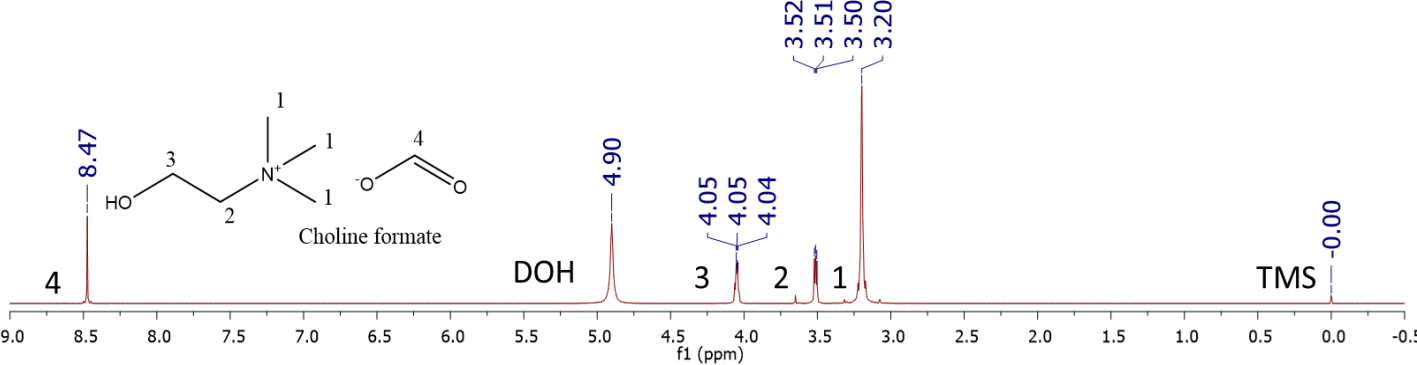 3.52
3.51
3.50
3.20
8.47
4.90
4.05
4.05
4.04
-0.00
1
1
1
2
3
HO
N+
4
-O
O
Choline formate
4
DOH
3
2
1
TMS
9.0 8.5 8.0 7.5 7.0 6.5 6.0 5.5 5.0 4.5 4.0 3.5 3.0 2.5 2.0 1.5 1.0 0.5 0.0 -0.5
f1 (ppm)